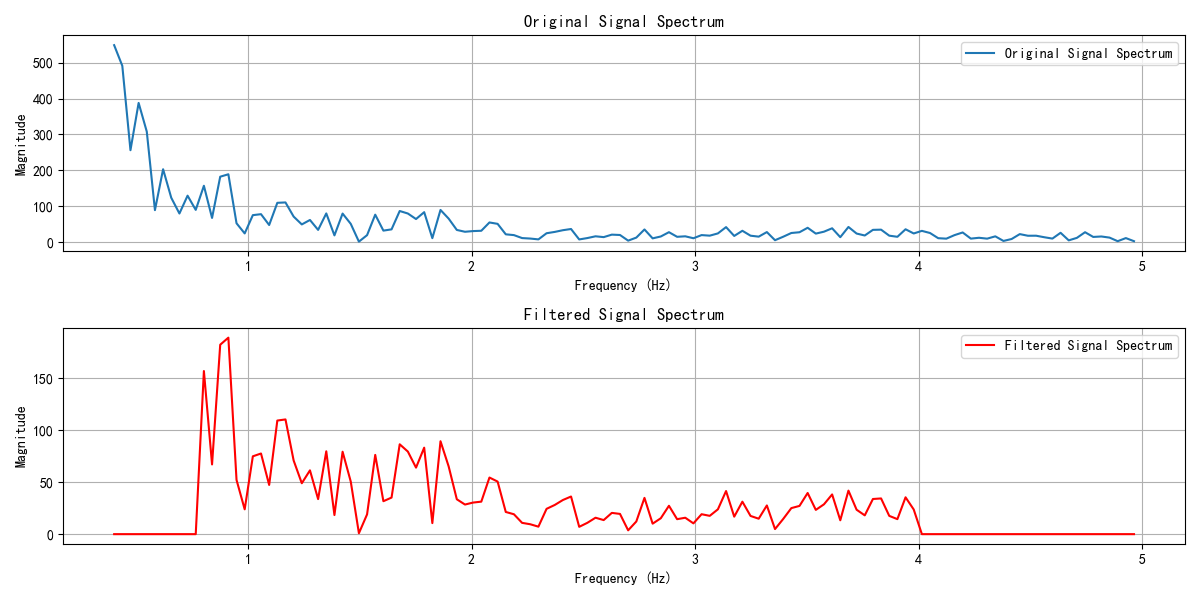 Original Signal Spectrum
Original Signal Spectrum
500
400
300
200
100
0
Magnitude
1 2 3 4 5
Frequency (Hz)
Filtered Signal Spectrum
Filtered Signal Spectrum
150
100
50
0
Magnitude
1 2 3 4 5
Frequency (Hz)